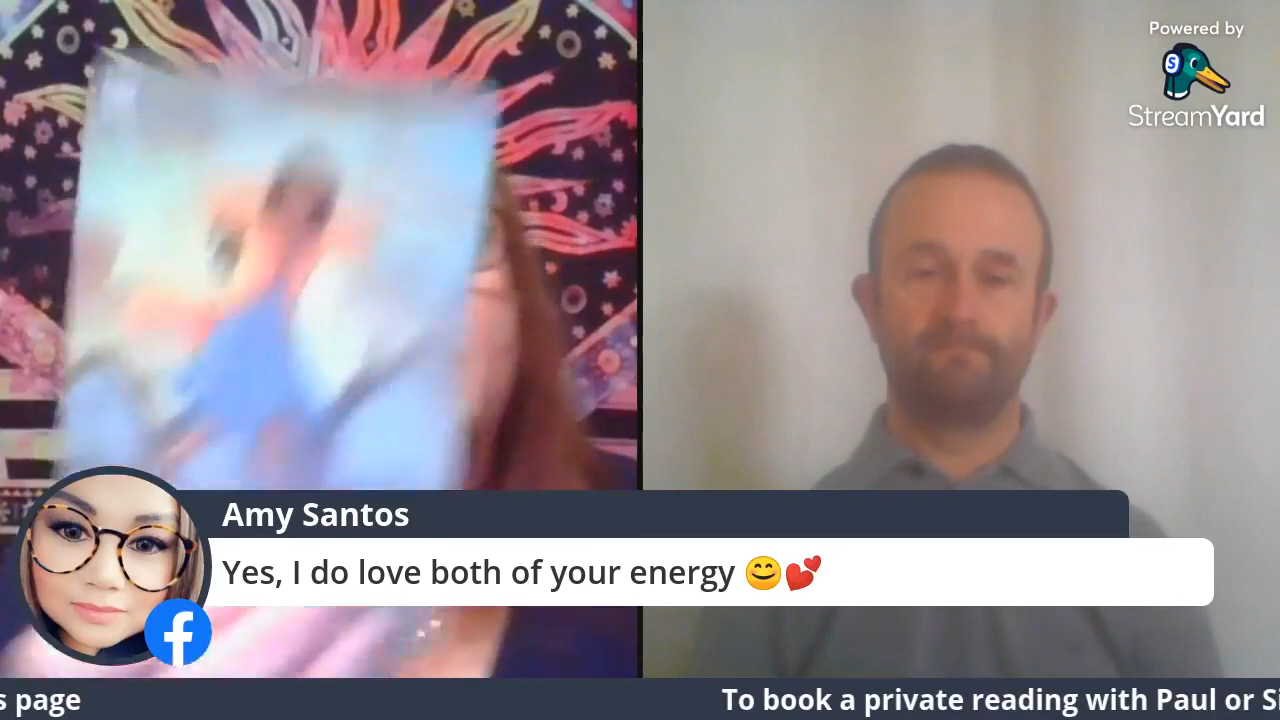 Powered by
StreamYard
Amy Santos
Yes, I do love both of your energy 😊💕
s page
To book a private reading with Paul or Si